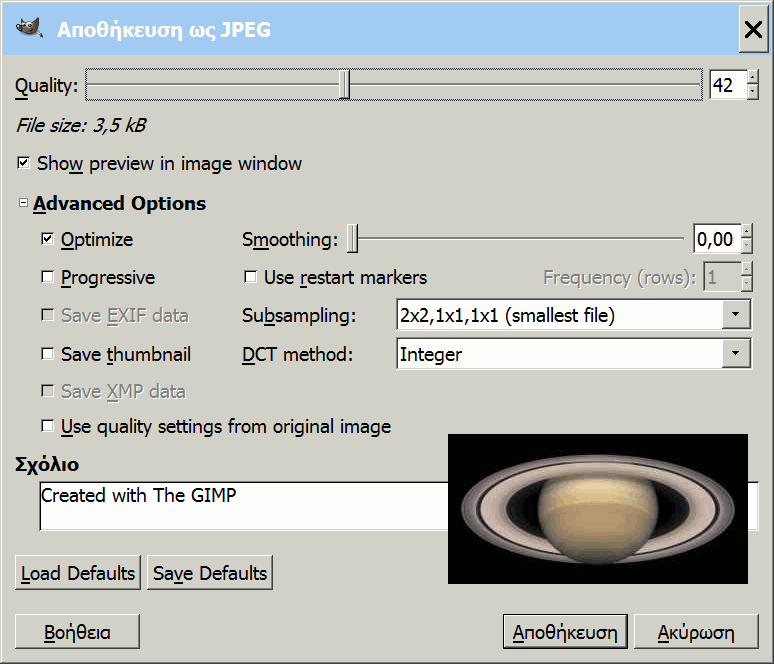 Αποθήκευση ως JPEG
Quality: 42
File size: 3,5 kB
Show preview in image window
Advanced Options
Optimize Smoothing: 0,00
Progressive Use restart markers Frequency (rows): 1
Save EXIF data Subsampling: 2x2,1x1,1x1 (smallest file)
Save thumbnail DCT method: Integer
Save XMP data
Use quality settings from original image
Σχόλιο
Created with The GIMP
Load Defaults Save Defaults
Βοήθεια Αποθήκευση Ακύρωση